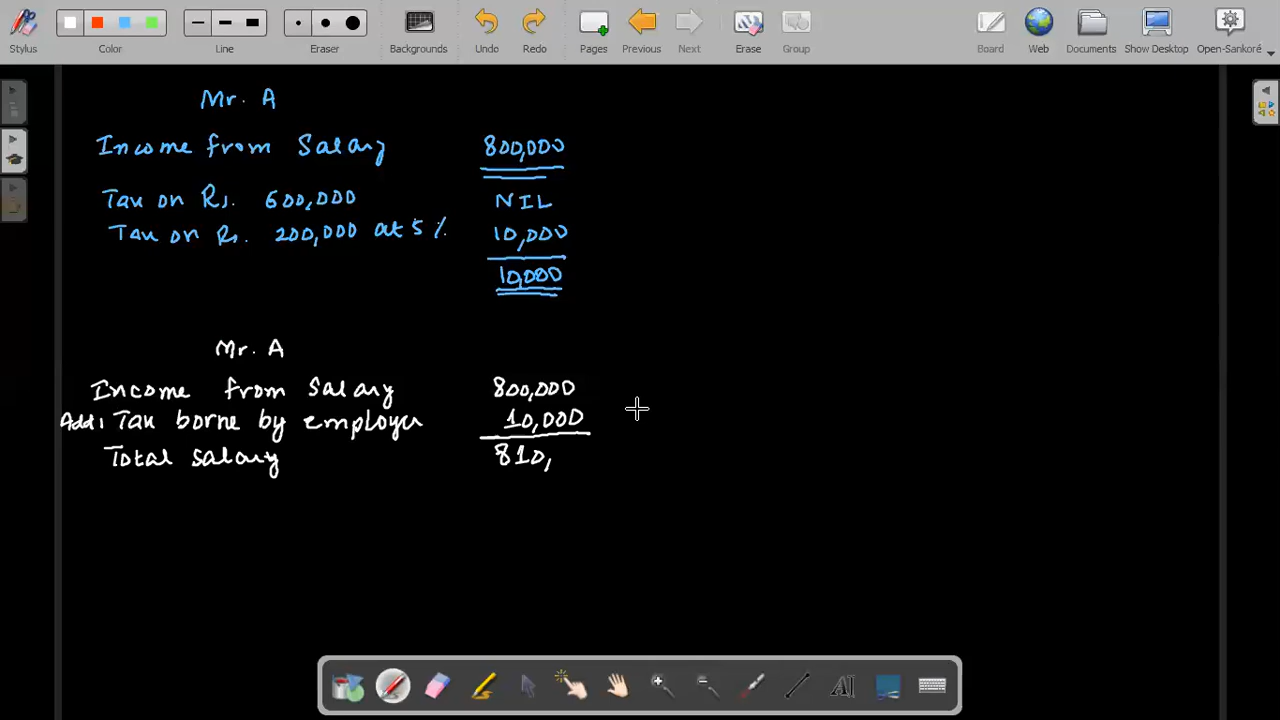 Stylus Color Line Eraser Backgrounds Undo Redo Pages Previous Next Erase Group Board Web Documents Show Desktop Open-Sankoré
Mr. A
Income from Salary 800,000
Tax on Rs. 600,000 NIL
Tax on Rs. 200,000 at 5% 10,000
10,000
Mr. A
Income from Salary 800,000
Add: Tax borne by employer 10,000
Total salary 810,